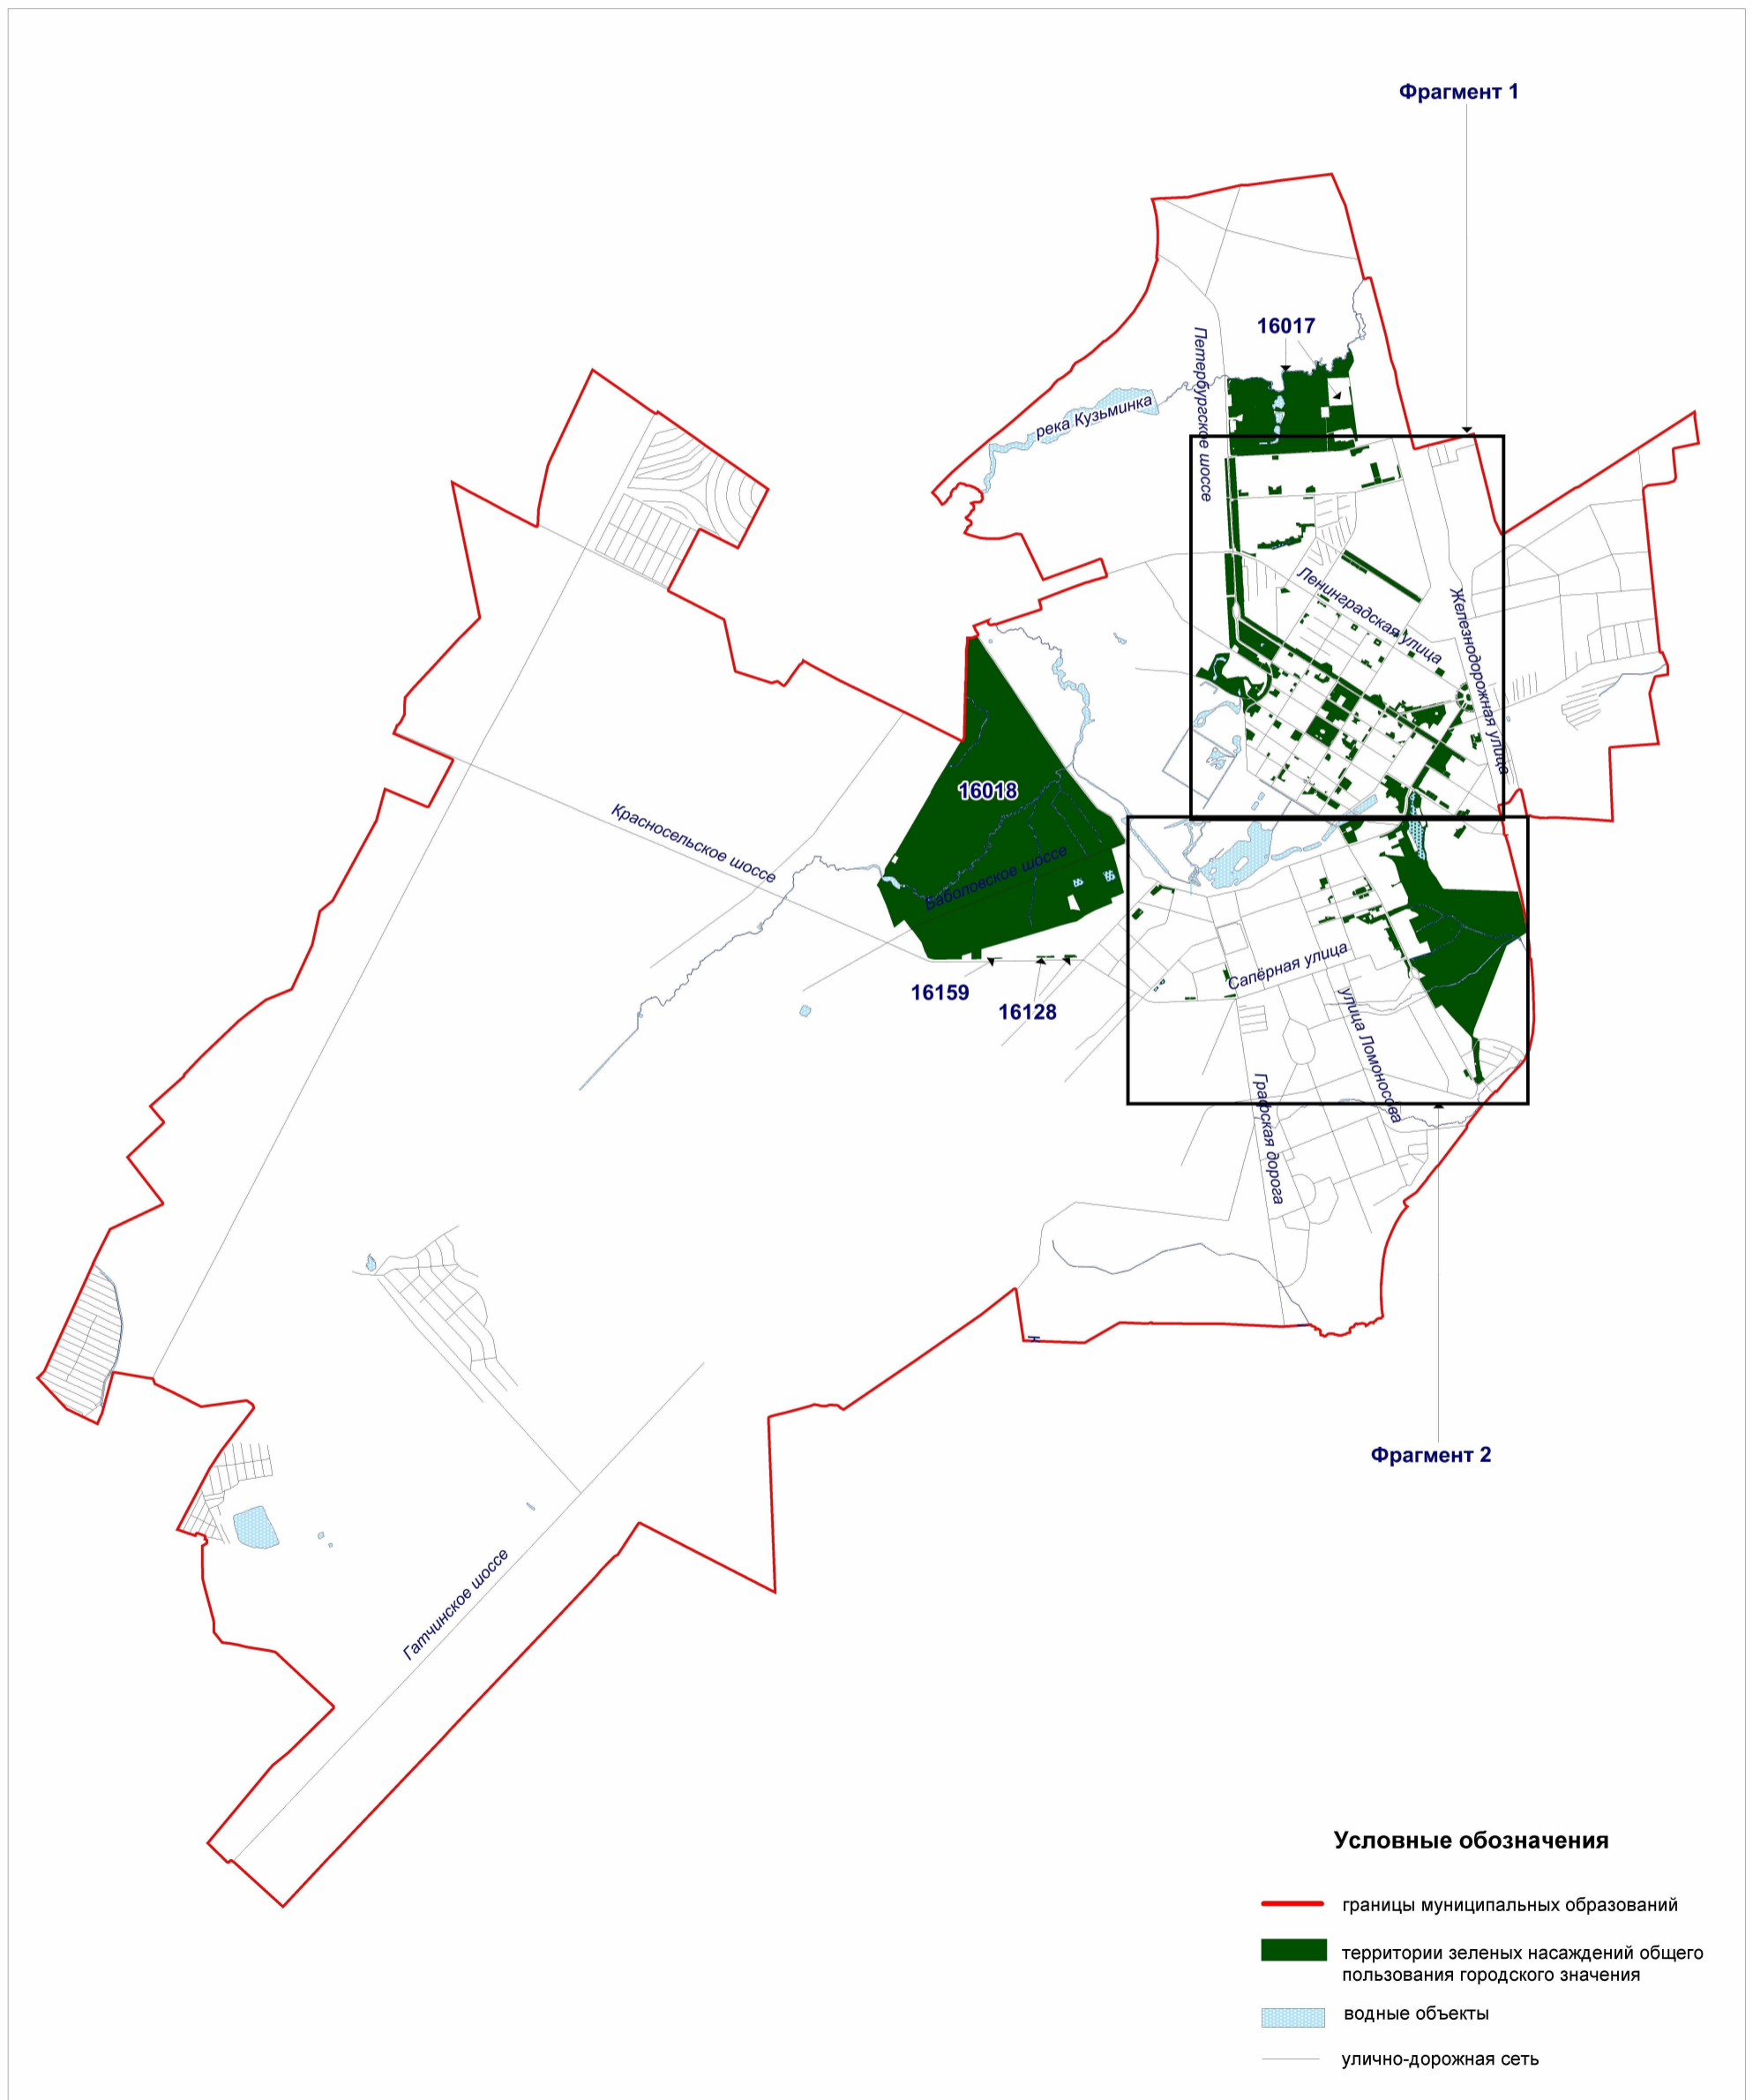 Фрагмент 1
16017
Петербургское шоссе
река Кузьминка
Ленинградская улица
Железнодорожная улица
16018
Красносельское шоссе
Баболовское шоссе
16159
16128
Сапёрная улица
улица Ломоносова
Графская дорога
Фрагмент 2
Гатчинское шоссе
Условные обозначения
границы муниципальных образований
территории зеленых насаждений общего
пользования городского значения
водные объекты
улично-дорожная сеть